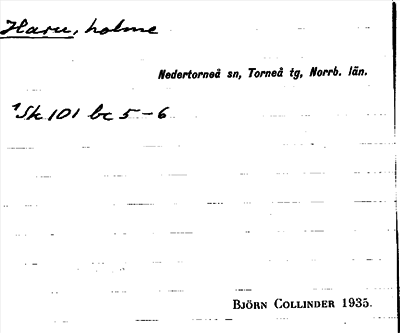 Haru, holme
Nedertorneå sn, Torneå tg, Norrb. län.
¹Sk 101 bc 5-6
BJÖRN COLLINDER 1935.